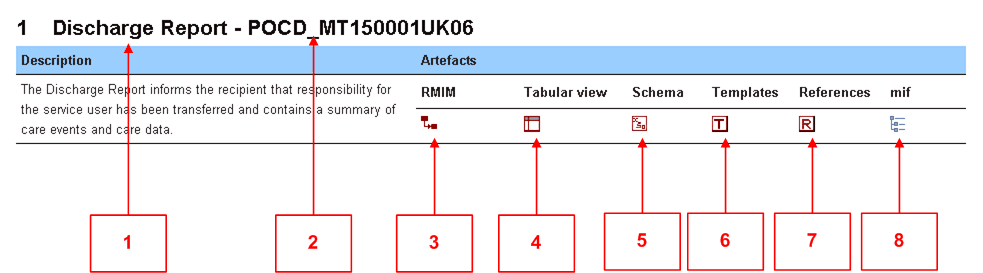 1 Discharge Report - POCD_MT150001UK06
Description Artefacts
The Discharge Report informs the recipient that responsibility for
the service user has been transferred and contains a summary of
care events and care data.
RMIM Tabular view Schema Templates References mif
T R
1 2 3 4 5 6 7 8